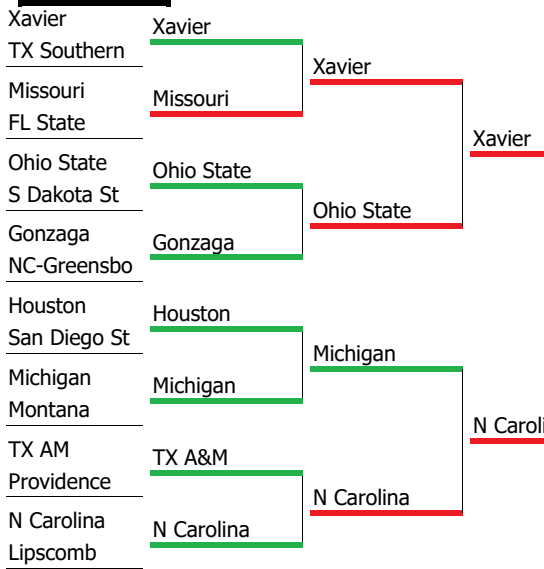 Xavier
TX Southern
Missouri
FL State
Ohio State
S Dakota St
Gonzaga
NC-Greensbo
Houston
San Diego St
Michigan
Montana
TX AM
Providence
N Carolina
Lipscomb
Xavier
Missouri
Ohio State
Gonzaga
Houston
Michigan
TX A&M
N Carolina
Xavier
Ohio State
Michigan
N Carolina
Xavier
N Caroli